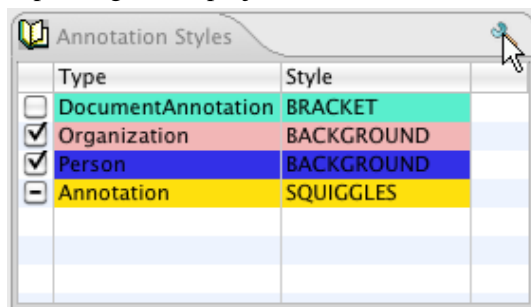 Annotation Styles
Type Style
DocumentAnnotation BRACKET
Organization BACKGROUND
Person BACKGROUND
Annotation SQUIGGLES